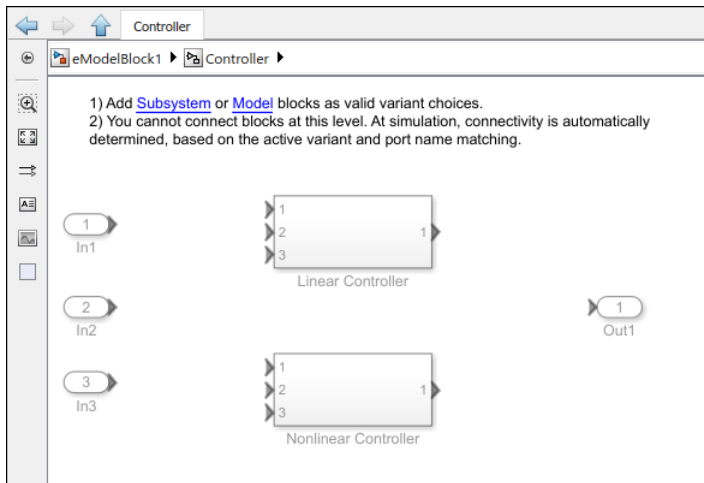 Controller
eModelBlock1 Controller
1) Add Subsystem or Model blocks as valid variant choices.
2) You cannot connect blocks at this level. At simulation, connectivity is automatically
determined, based on the active variant and port name matching.
1
In1
1
2
3
1
Linear Controller
2
In2
1
Out1
3
In3
1
2
3
1
Nonlinear Controller